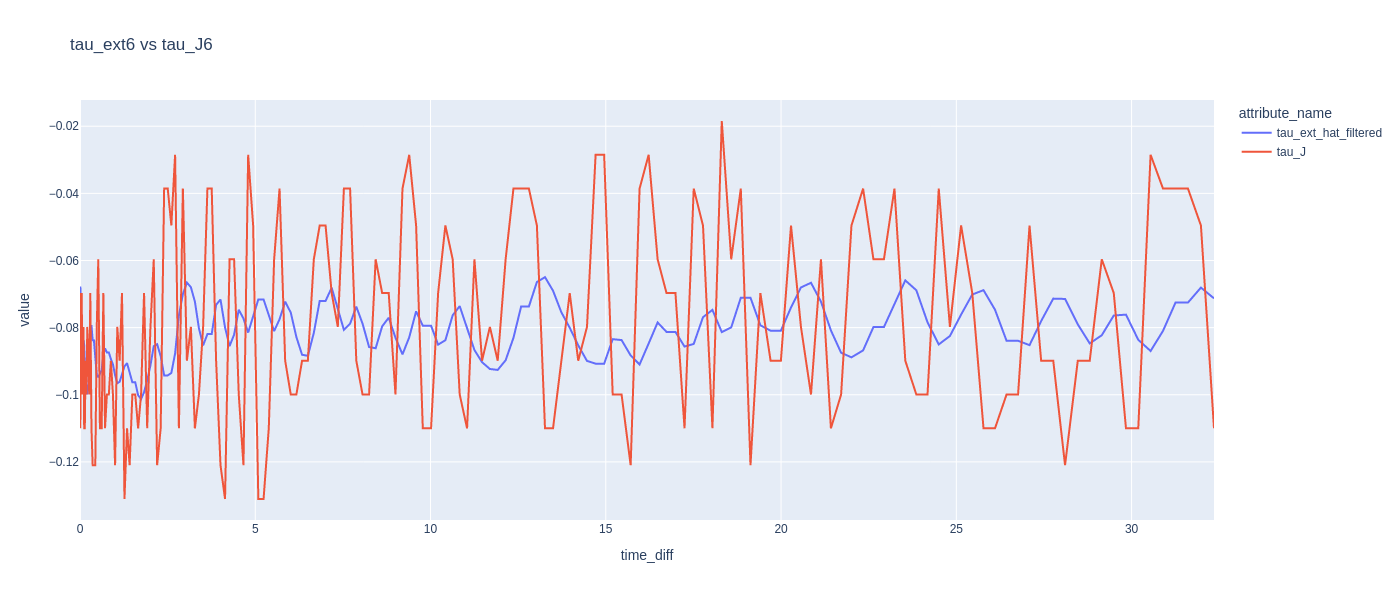 tau_ext6 vs tau_J6
attribute_name
tau_ext_hat_filtered
tau_J
value
−0.02
−0.04
−0.06
−0.08
−0.1
−0.12
0 5 10 15 20 25 30
time_diff